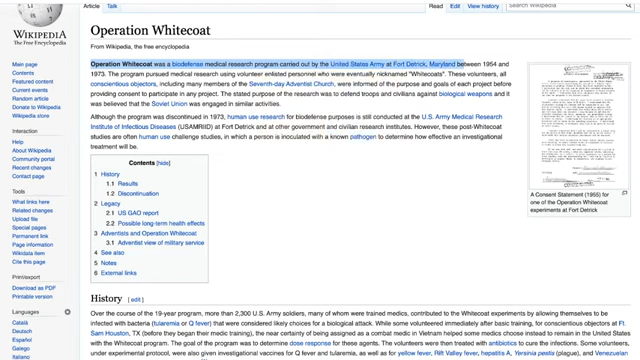 Article Talk
Read Edit View history
Search Wikipedia
WIKIPEDIA
The Free Encyclopedia
Operation Whitecoat
From Wikipedia, the free encyclopedia
Operation Whitecoat was a biodefense medical research program carried out by the United States Army at Fort Detrick, Maryland between 1954 and
1973. The program pursued medical research using volunteer enlisted personnel who were eventually nicknamed "Whitecoats". These volunteers, all
conscientious objectors, including many members of the Seventh-day Adventist Church, were informed of the purpose and goals of each project before
providing consent to participate in any project. The stated purpose of the research was to defend troops and civilians against biological weapons and it
was believed that the Soviet Union was engaged in similar activities.
Although the program was discontinued in 1973, human use research for biodefense purposes is still conducted at the U.S. Army Medical Research
Institute of Infectious Diseases (USAMRIID) at Fort Detrick and at other government and civilian research institutions. However, these post-Whitecoat
studies are often human use challenge studies, in which a person is inoculated with a known pathogen to determine how effective an investigational
treatment will be.
Contents [hide]
1 History
1.1 Results
1.2 Discontinuation
2 Legacy
2.1 US GAO report
2.2 Possible long-term health effects
3 Adventists and Operation Whitecoat
3.1 Adventist view of military service
4 See also
5 Notes
6 External links
A Consent Statement (1955) for
one of the Operation Whitecoat
experiments at Fort Detrick
History [ edit ]
Over the course of the 19-year program, more than 2,300 U.S. Army soldiers, many of whom were trained medics, contributed to the Whitecoat experiments by allowing themselves to be
infected with bacteria (tularemia or Q fever) that were considered likely choices for a biological attack. While some volunteered immediately after basic training, for conscientious objectors at Ft.
Sam Houston, TX (before they began their medic training), the near certainty of being assigned as a combat medic in Vietnam helped some medics choose instead to remain in the United States
with the Whitecoat program. The goal of the program was to determine dose response for these agents. The volunteers were then treated with antibiotics to cure the infections. Some volunteers,
under experimental protocol, were also given investigational vaccines for Q fever and tularemia, as well as for yellow fever, Rift Valley fever, hepatitis A, Yersinia pestis (plague), and Venezuelan
Main page
Contents
Featured content
Current events
Random article
Donate to Wikipedia
Wikipedia store
Interaction
Help
About Wikipedia
Community portal
Recent changes
Contact page
Tools
What links here
Related changes
Upload file
Special pages
Permanent link
Page information
Wikidata item
Cite this page
Print/export
Download as PDF
Printable version
Languages
Català
Deutsch
Español
Français
Italiano